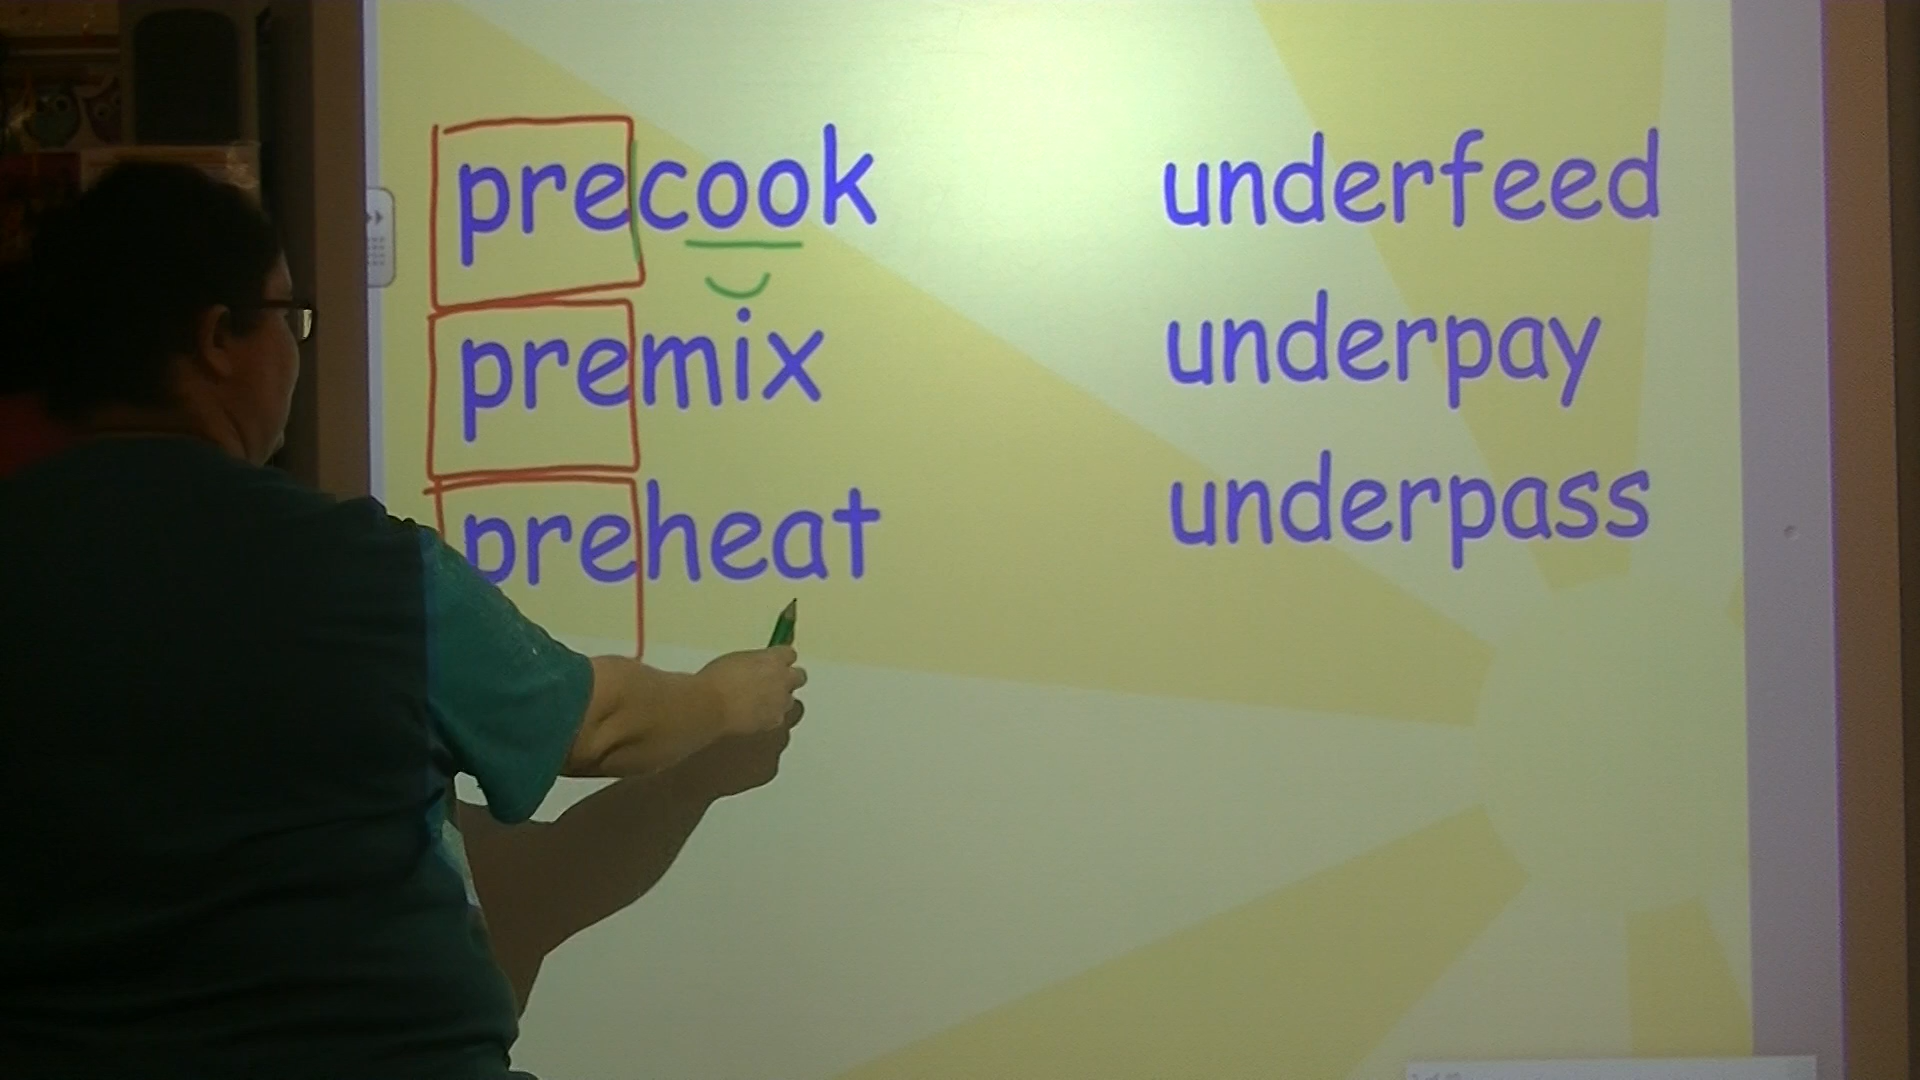 precook underfeed
premix underpay
preheat underpass